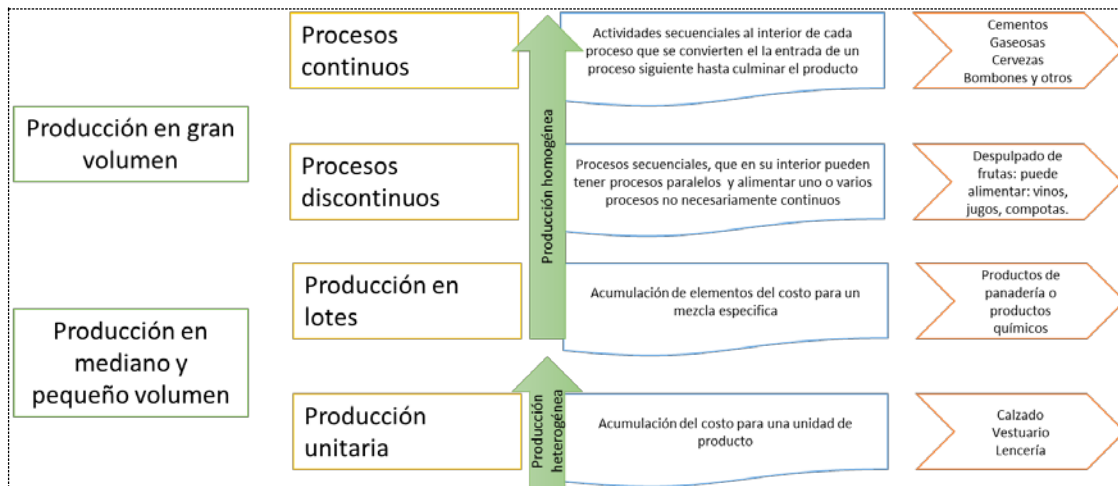 Producción en gran
volumen
Producción en
mediano y
pequeño volumen
Procesos
continuos
Procesos
discontinuos
Producción en
lotes
Producción
unitaria
Producción homogénea
Producción
heterogénea
Actividades secuenciales al interior de cada
proceso que se convierten el la entrada de un
proceso siguiente hasta culminar el producto
Procesos secuenciales, que en su interior pueden
tener procesos paralelos y alimentar uno o varios
procesos no necesariamente continuos
Acumulación de elementos del costo para un
mezcla especifica
Acumulación del costo para una unidad de
producto
Cementos
Gaseosas
Cervezas
Bombones y otros
Despulpado de
frutas: puede
alimentar: vinos,
jugos, compotas.
Productos de
panadería o
productos
químicos
Calzado
Vestuario
Lencería